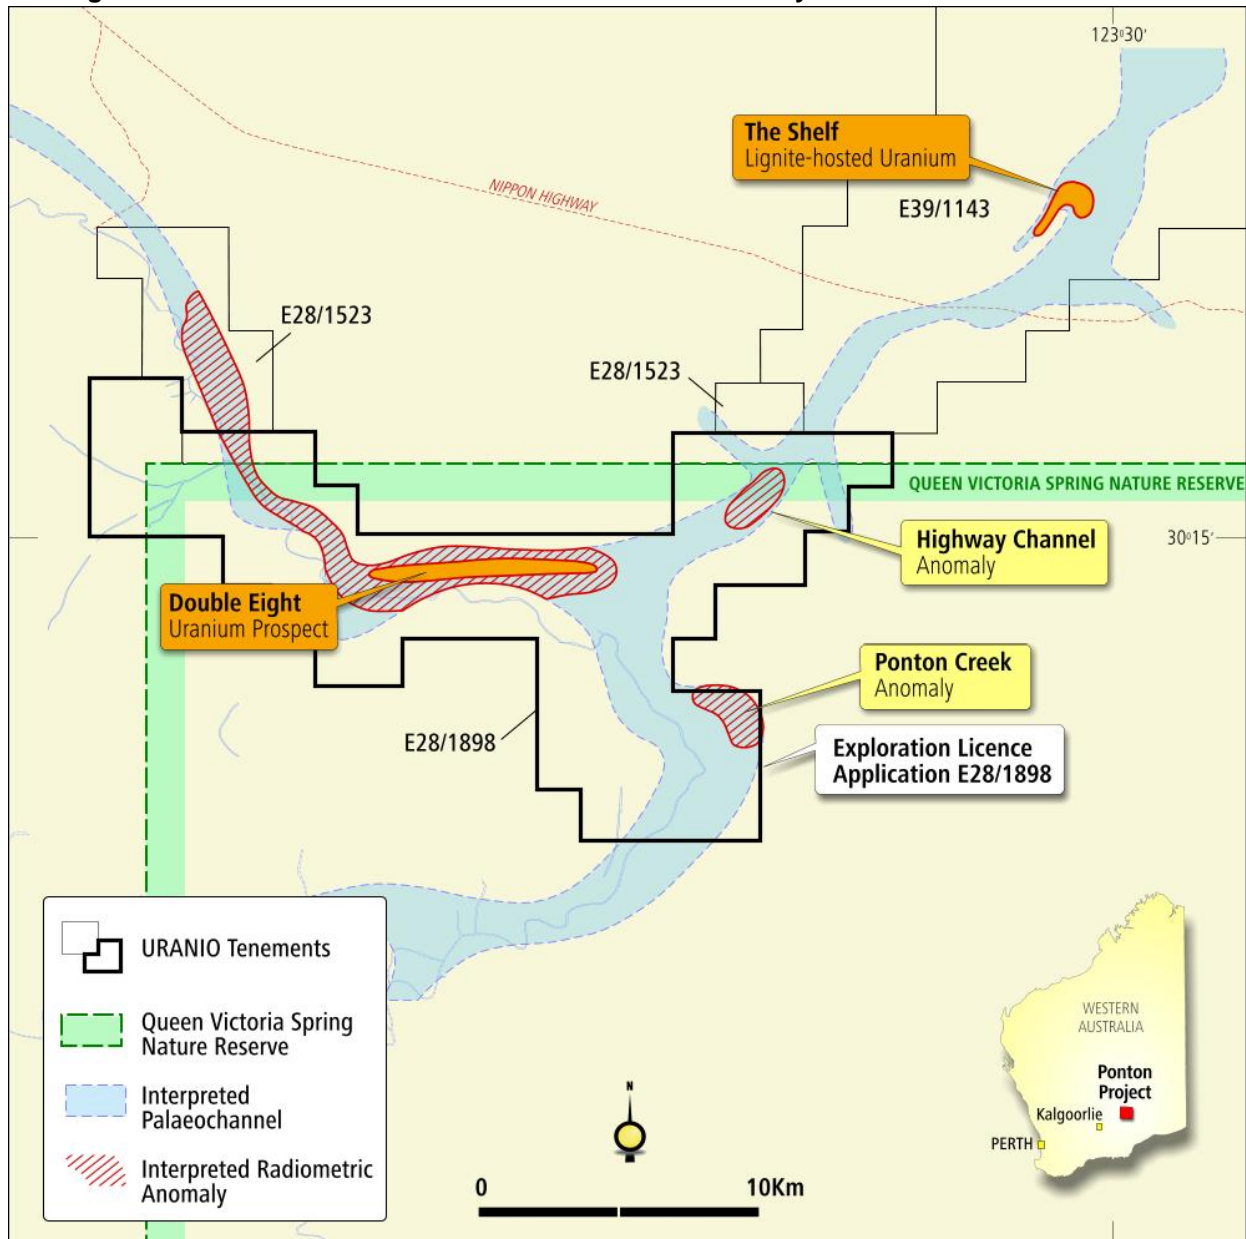 123°30'
The Shelf
Lignite-hosted Uranium
NIPPON HIGHWAY
E39/1143
E28/1523
E28/1523
QUEEN VICTORIA SPRING NATURE RESERVE
Highway Channel
Anomaly
30°15'
Double Eight
Uranium Prospect
Ponton Creek
Anomaly
E28/1898
Exploration Licence
Application E28/1898
URANIO Tenements
Queen Victoria Spring
Nature Reserve
Interpreted
Palaeochannel
Interpreted Radiometric
Anomaly
N
0 10Km
WESTERN
AUSTRALIA
Ponton
Project
Kalgoorlie
PERTH